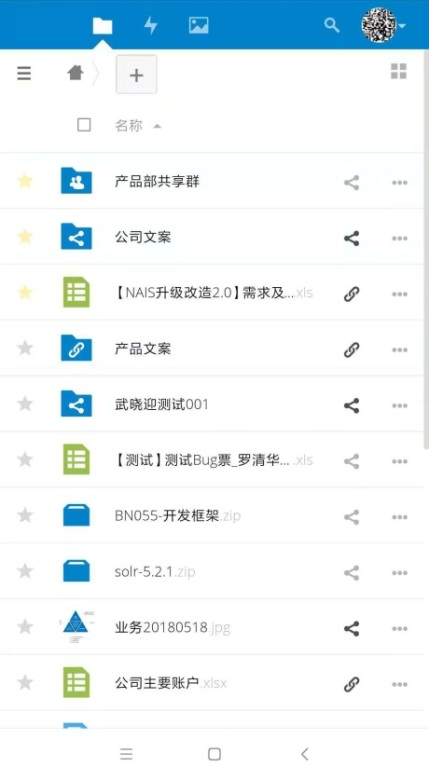 名称
产品部共享群
公司文案
【NAIS升级改造2.0】需求及....xls
产品文案
武晓迎测试001
【测试】测试Bug票_罗清华... .xls
BN055-开发框架.zip
solr-5.2.1.zip
业务20180518.jpg
公司主要账户.xlsx